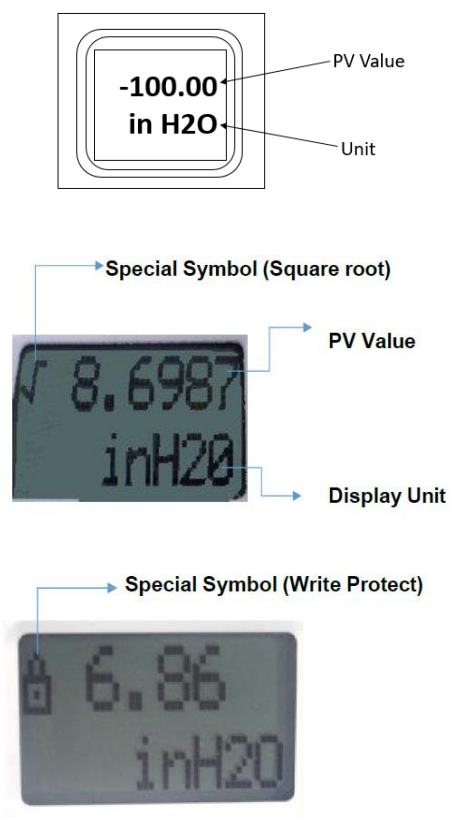 -100.00
PV Value
in H2O
Unit
Special Symbol (Square root)
PV Value
√ 8.6987
inH20
Display Unit
Special Symbol (Write Protect)
6.86
inH2O